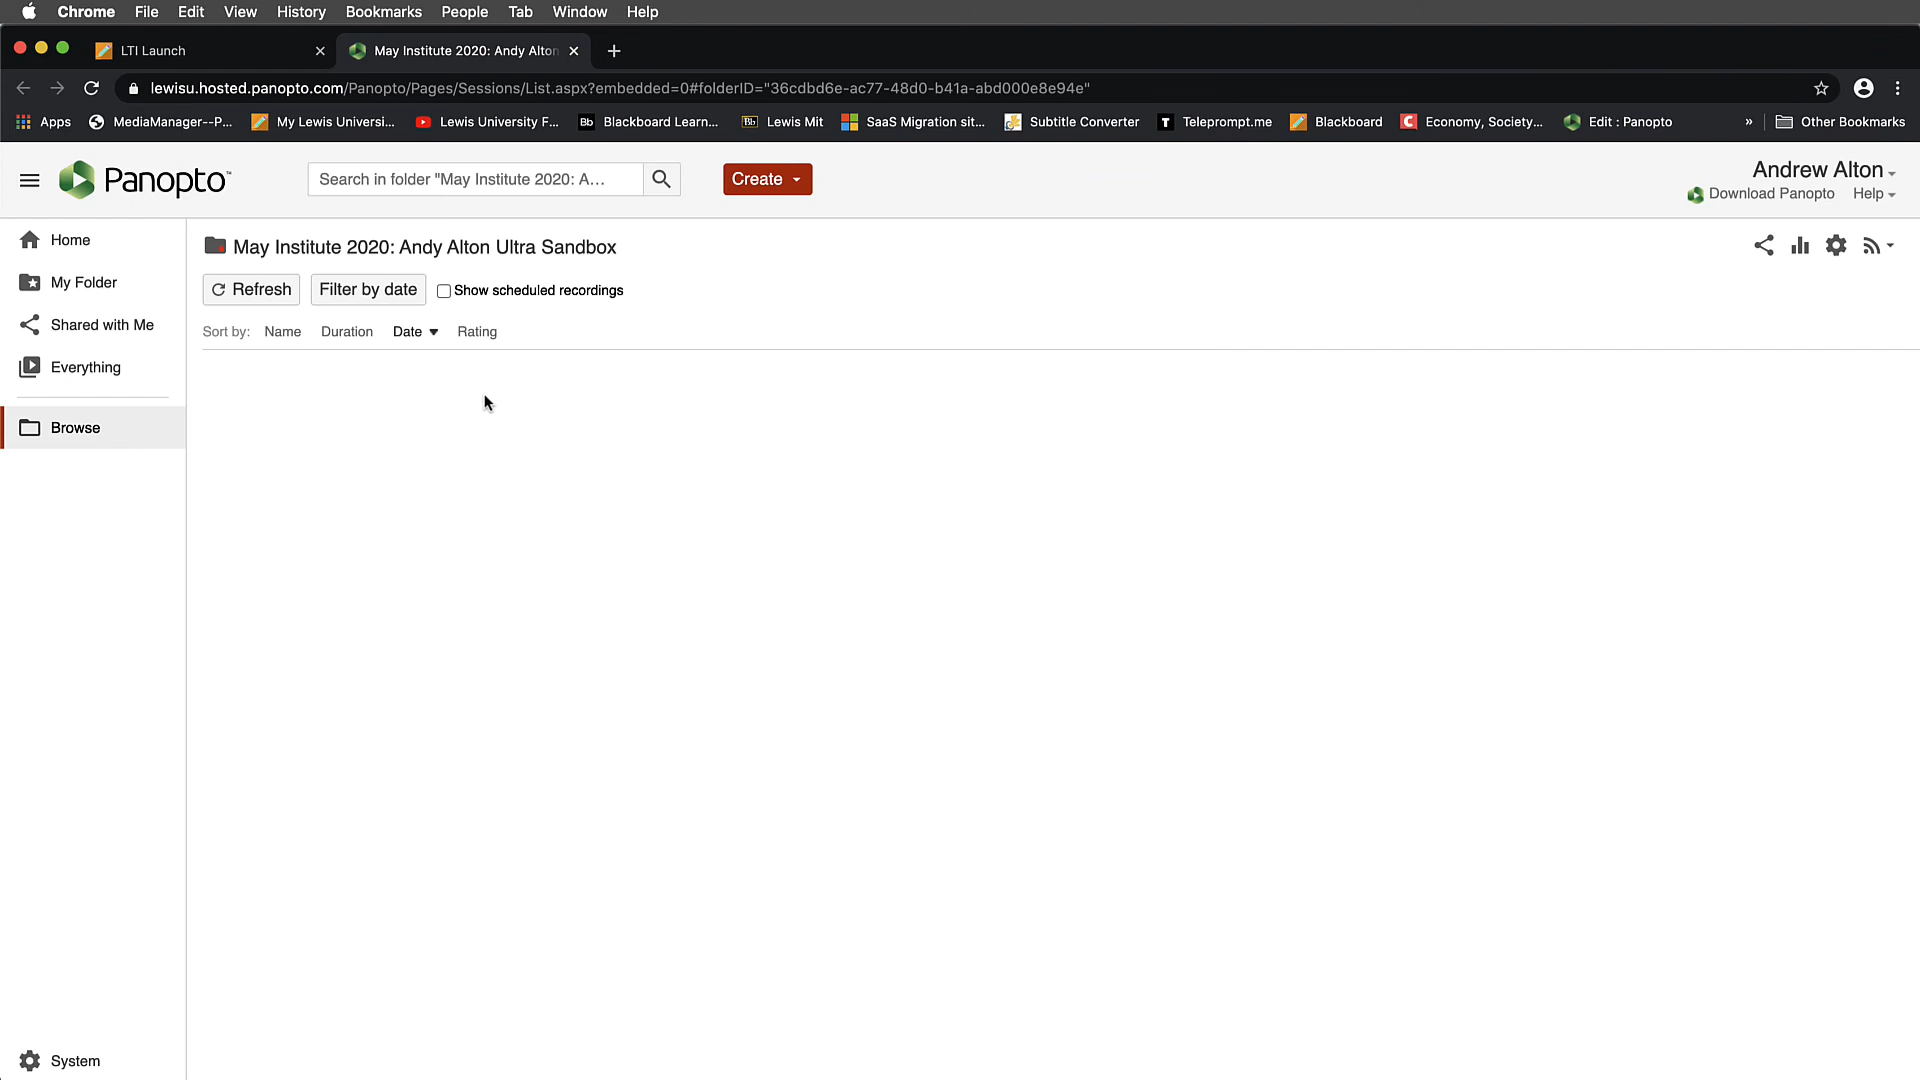 Chrome File Edit View History Bookmarks People Tab Window Help
LTI Launch
May Institute 2020: Andy Alton
lewisu.hosted.panopto.com/Panopto/Pages/Sessions/List.aspx?embedded=0#folderID="36cdbd6e-ac77-48d0-b41a-abd000e8e94e"
Apps MediaManager--P... My Lewis Universi... Lewis University F... Bb Blackboard Learn... Bb Lewis Mit SaaS Migration sit... Subtitle Converter T Teleprompt.me Blackboard C Economy, Society... Edit : Panopto » Other Bookmarks
Panopto™
Search in folder "May Institute 2020: A...
Create
Andrew Alton
Download Panopto Help
Home
My Folder
Shared with Me
Everything
Browse
System
May Institute 2020: Andy Alton Ultra Sandbox
Refresh Filter by date Show scheduled recordings
Sort by: Name Duration Date Rating